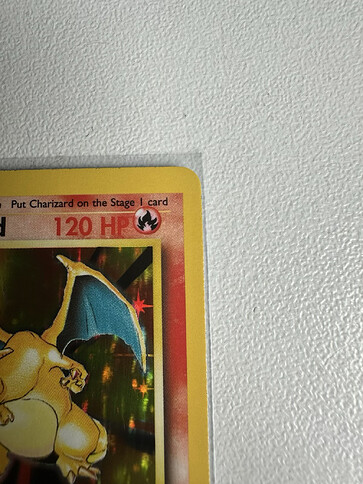 Put Charizard on the Stage 1 card
120 HP